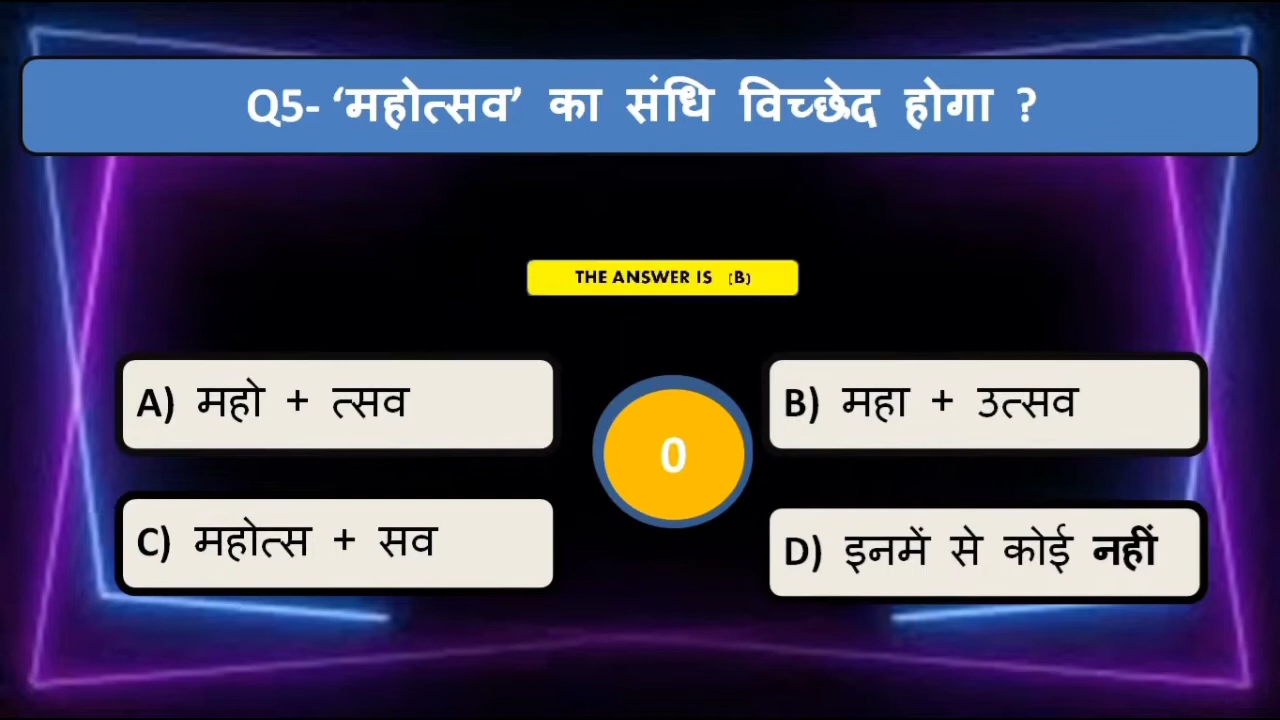 Q5- ‘महोत्सव’ का संधि विच्छेद होगा ?
THE ANSWER IS (B)
A) महो + त्सव
B) महा + उत्सव
0
C) महोत्स + सव
D) इनमें से कोई नहीं